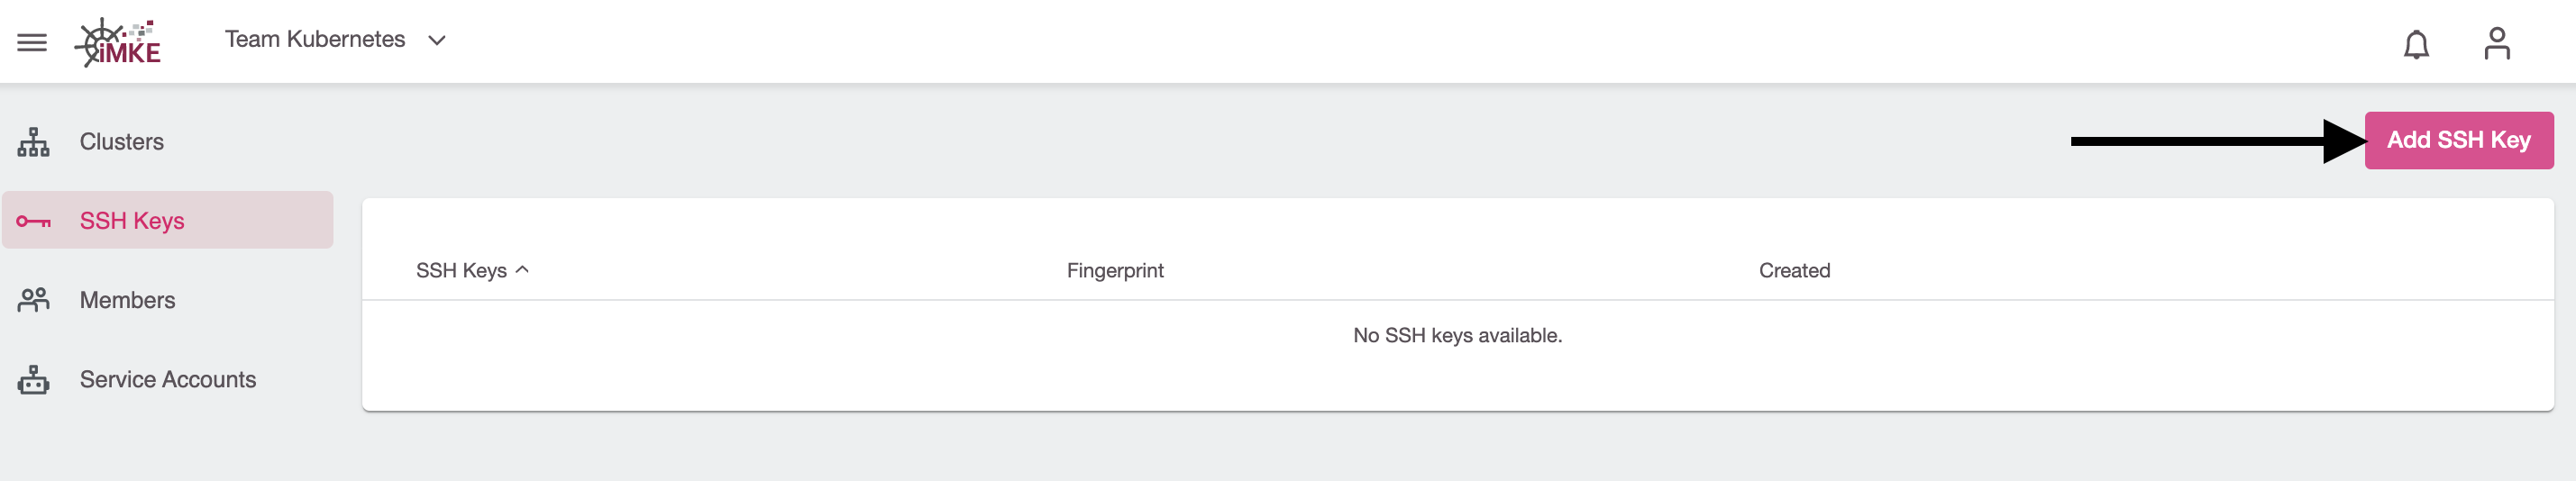 iMKE
Team Kubernetes
Clusters
Add SSH Key
SSH Keys
SSH Keys Fingerprint Created
Members
No SSH keys available.
Service Accounts